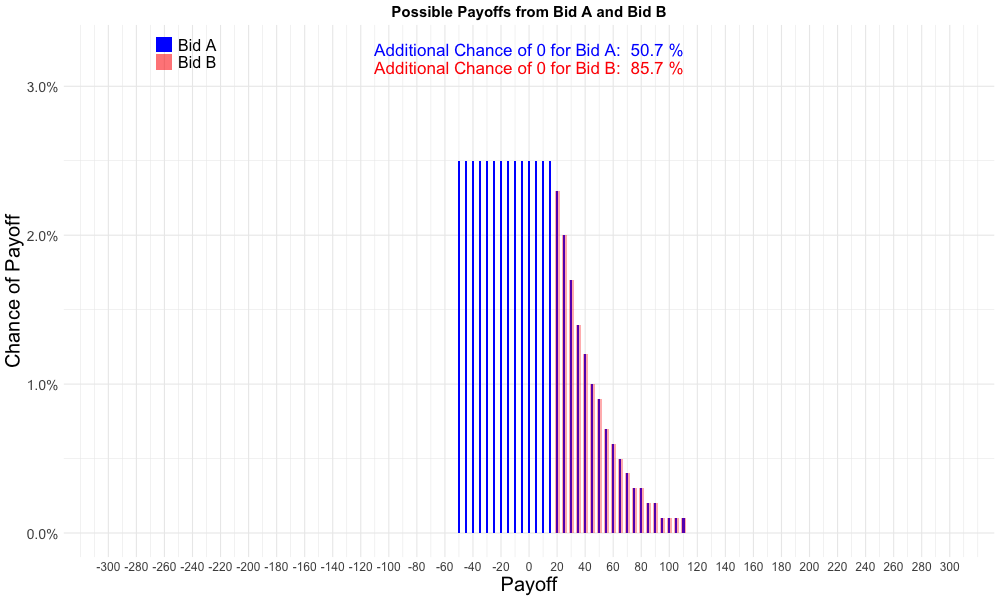 Possible Payoffs from Bid A and Bid B
Bid A
Bid B
Additional Chance of 0 for Bid A: 50.7 %
Additional Chance of 0 for Bid B: 85.7 %
Chance of Payoff
3.0%
2.0%
1.0%
0.0%
-300 -280 -260 -240 -220 -200 -180 -160 -140 -120 -100 -80 -60 -40 -20 0 20 40 60 80 100 120 140 160 180 200 220 240 260 280 300
Payoff